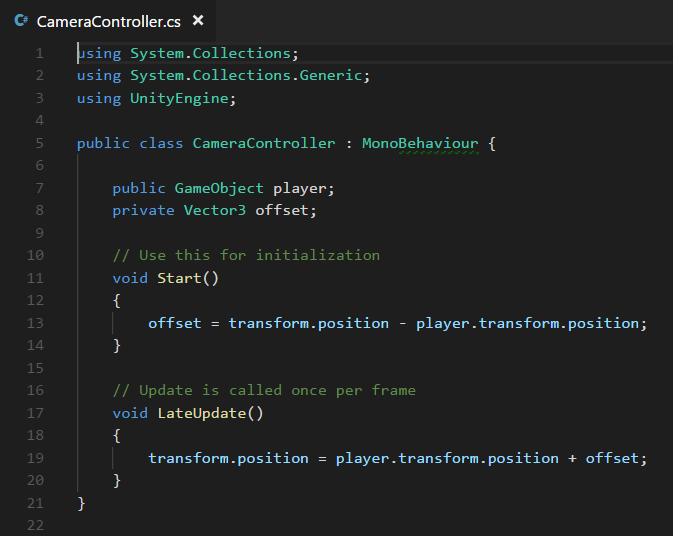 C# CameraController.cs ×
1 using System.Collections;
2 using System.Collections.Generic;
3 using UnityEngine;
4
5 public class CameraController : MonoBehaviour {
6
7     public GameObject player;
8     private Vector3 offset;
9
10     // Use this for initialization
11     void Start()
12     {
13         offset = transform.position - player.transform.position;
14     }
15
16     // Update is called once per frame
17     void LateUpdate()
18     {
19         transform.position = player.transform.position + offset;
20     }
21 }
22